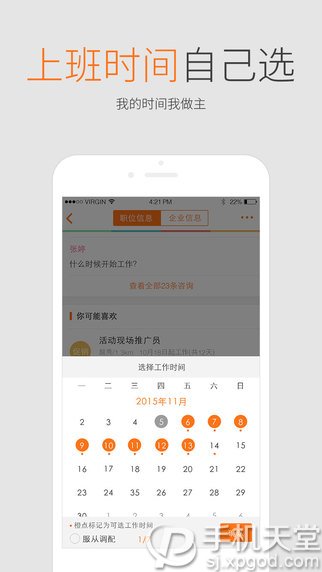 上班时间自己选
我的时间我做主
VIRGIN 4:21 PM 22%
职位信息 企业信息
张婷
什么时候开始工作?
查看全部23条咨询
你可能喜欢
促销 活动现场推广员
越秀/1.3km 10月18日起工作(共12天)
选择工作时间
一 二 三 四 五 六 日
2015年11月
2 3 4 5 6 7 8
9 10 11 12 13 14 15
16 17 18 19 20 21 22
23 24 25 26 27 28 29
30
橙点标记为可选工作时间
服从调配
手机天堂
sj.xpgod.com